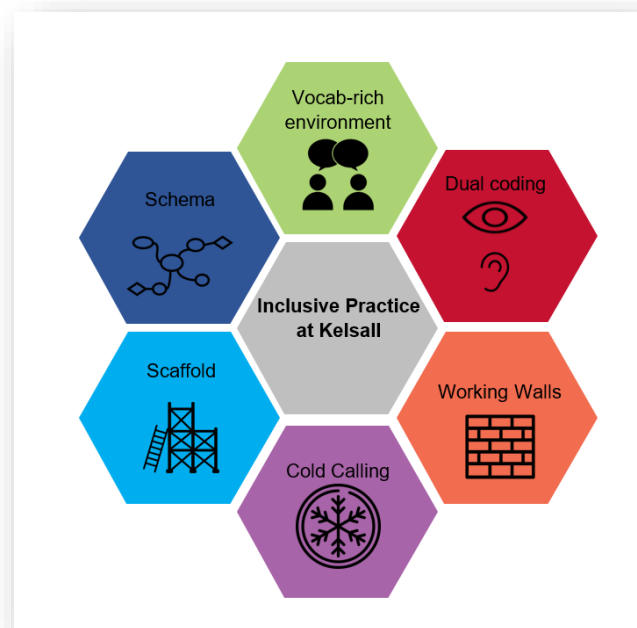 Vocab-rich
environment
Dual coding
Schema
Inclusive Practice
at Kelsall
Scaffold
Working Walls
Cold Calling